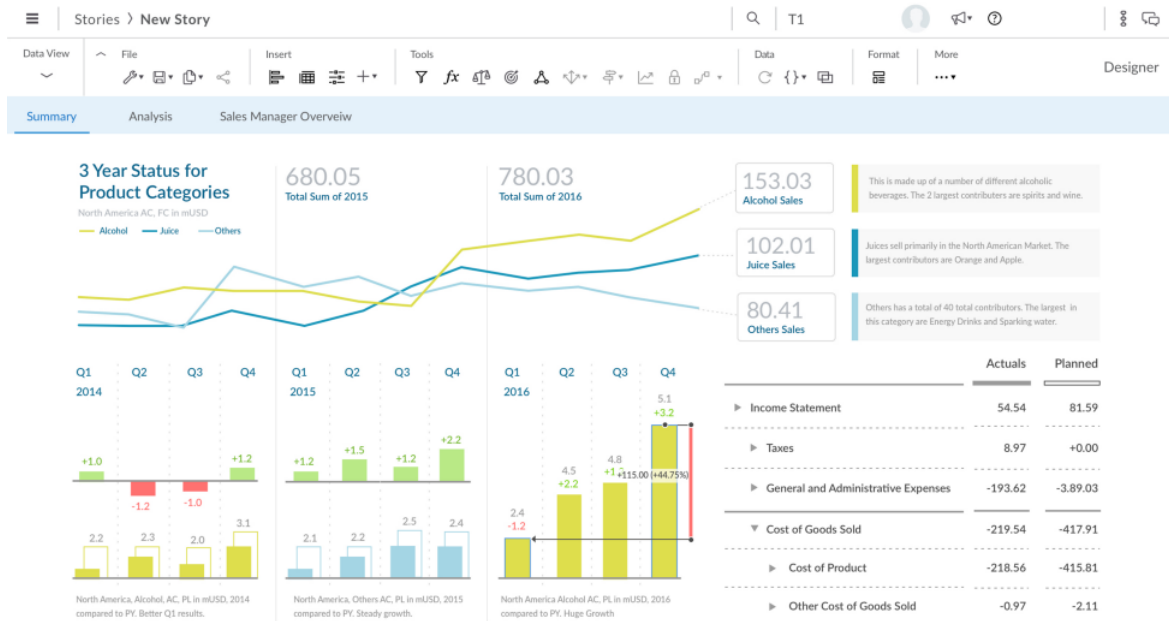 Stories > New Story
T1
Data View
File
Insert
Tools
Data
Format
More
Designer
Summary
Analysis
Sales Manager Overveiw
3 Year Status for
Product Categories
North America AC, FC in mUSD
Alcohol Juice Others
680.05
Total Sum of 2015
780.03
Total Sum of 2016
153.03
Alcohol Sales
This is made up of a number of different alcoholic
beverages. The 2 largest contributers are spirits and wine.
102.01
Juice Sales
Juices sell primarily in the North American Market. The
largest contributors are Orange and Apple.
80.41
Others Sales
Others has a total of 40 total contributors. The largest in
this category are Energy Drinks and Sparking water.
Q1 Q2 Q3 Q4
2014
+1.0 -1.2 -1.0 +1.2
2.2 2.3 2.0 3.1
North America, Alcohol AC, PL in mUSD, 2014
compared to PY. Better Q1 results.
Q1 Q2 Q3 Q4
2015
+1.2 +1.5 +1.2 +2.2
2.1 2.2 2.5 2.4
North America, Others AC, PL in mUSD, 2015
compared to PY. Steady growth.
Q1 Q2 Q3 Q4
2016
2.4 4.5 4.8 5.1
-1.2 +2.2 +3.2
+115.00 (+44.75%)
North America Alcohol AC, PL in mUSD, 2016
compared to PY. Huge Growth
Actuals Planned
Income Statement 54.54 81.59
Taxes 8.97 +0.00
General and Administrative Expenses -193.62 -3.89.03
Cost of Goods Sold -219.54 -417.91
Cost of Product -218.56 -415.81
Other Cost of Goods Sold -0.97 -2.11